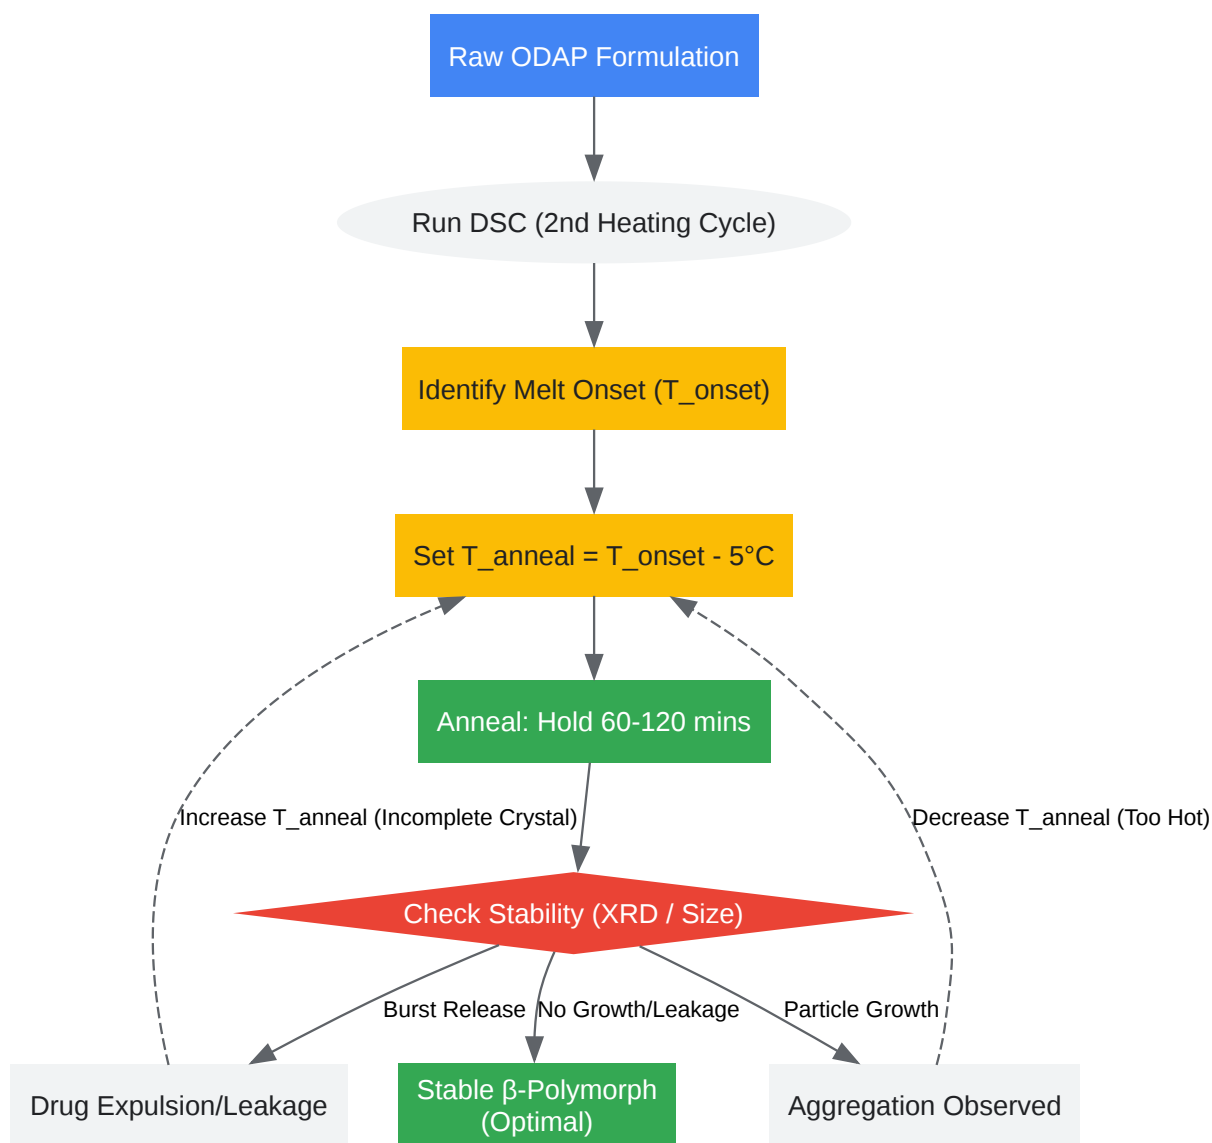 Raw ODAP Formulation
Run DSC (2nd Heating Cycle)
Identify Melt Onset (T_onset)
Set T_anneal = T_onset - 5°C
Anneal: Hold 60-120 mins
Increase T_anneal (Incomplete Crystal)
Decrease T_anneal (Too Hot)
Check Stability (XRD / Size)
Burst Release
No Growth/Leakage
Particle Growth
Drug Expulsion/Leakage
Stable β-Polymorph
(Optimal)
Aggregation Observed